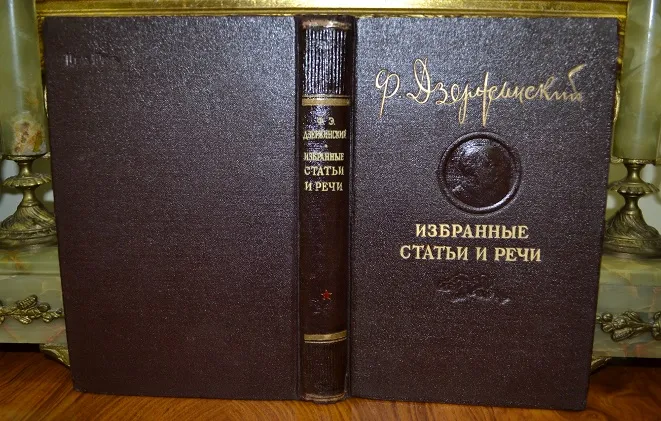 Ф. Э.
ДЗЕРЖИНСКИЙ
ИЗБРАННЫЕ
СТАТЬИ
И РЕЧИ
Ф. Дзержинский
ИЗБРАННЫЕ
СТАТЬИ И РЕЧИ